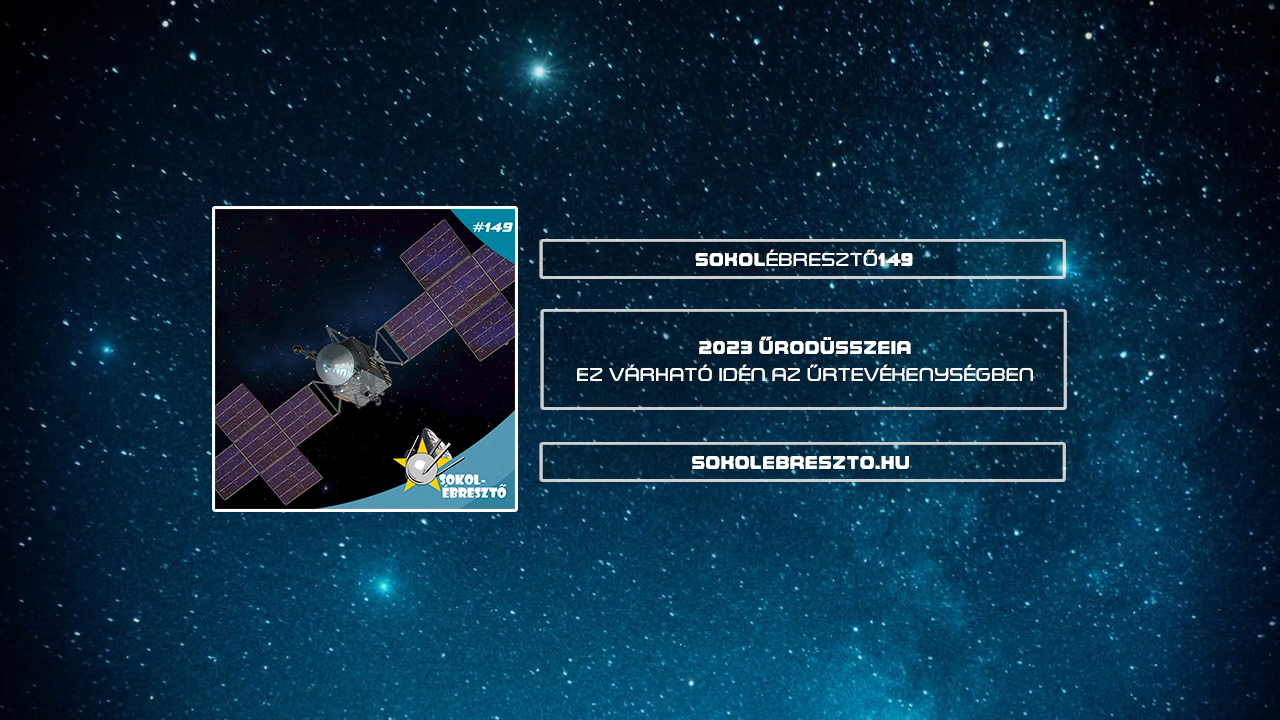 #149
SOKOL-
ÉBRESZTŐ
SOKOLÉBRESZTŐ149
2023 ŰRODÜSSZEIA
EZ VÁRHATÓ IDÉN AZ ŰRTEVÉKENYSÉGBEN
SOKOLEBRESZTO.HU